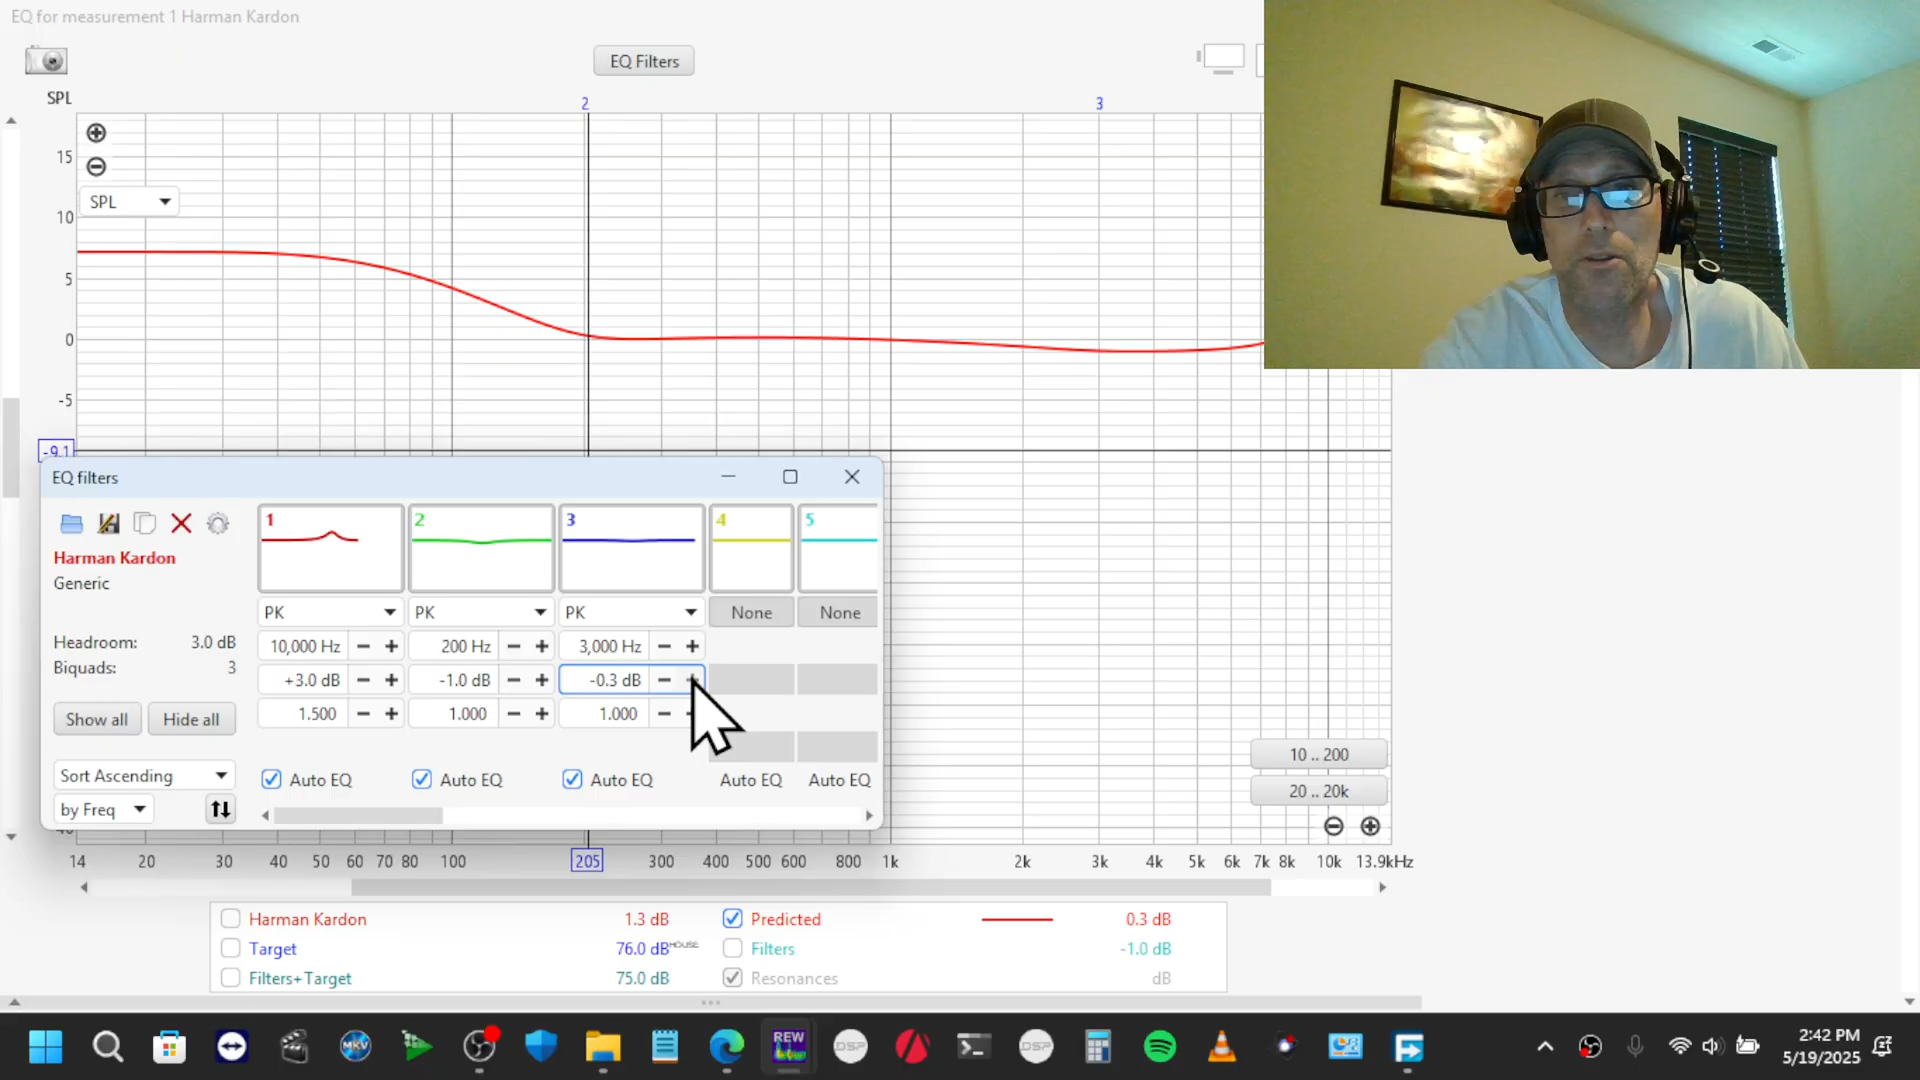 EQ for measurement 1 Harman Kardon
EQ Filters
SPL
2
3
15
SPL
10
5
0
-5
-9.1
EQ filters
1
2
3
4
5
Harman Kardon
Generic
PK
PK
PK
None
None
Headroom: 3.0 dB
10,000 Hz
200 Hz
3,000 Hz
Biquads: 3
+3.0 dB
-1.0 dB
-0.3 dB
Show all
Hide all
1.500
1.000
1.000
10 .. 200
Sort Ascending
Auto EQ
Auto EQ
Auto EQ
Auto EQ
Auto EQ
20 .. 20k
by Freq
14 20 30 40 50 60 70 80 100 205 300 400 500 600 800 1k 2k 3k 4k 5k 6k 7k 8k 10k 13.9kHz
Harman Kardon 1.3 dB
Predicted 0.3 dB
Target 76.0 dB HOUSE
Filters -1.0 dB
Filters+Target 75.0 dB
Resonances dB
MKV
REW
DSP
DSP
2:42 PM
5/19/2025